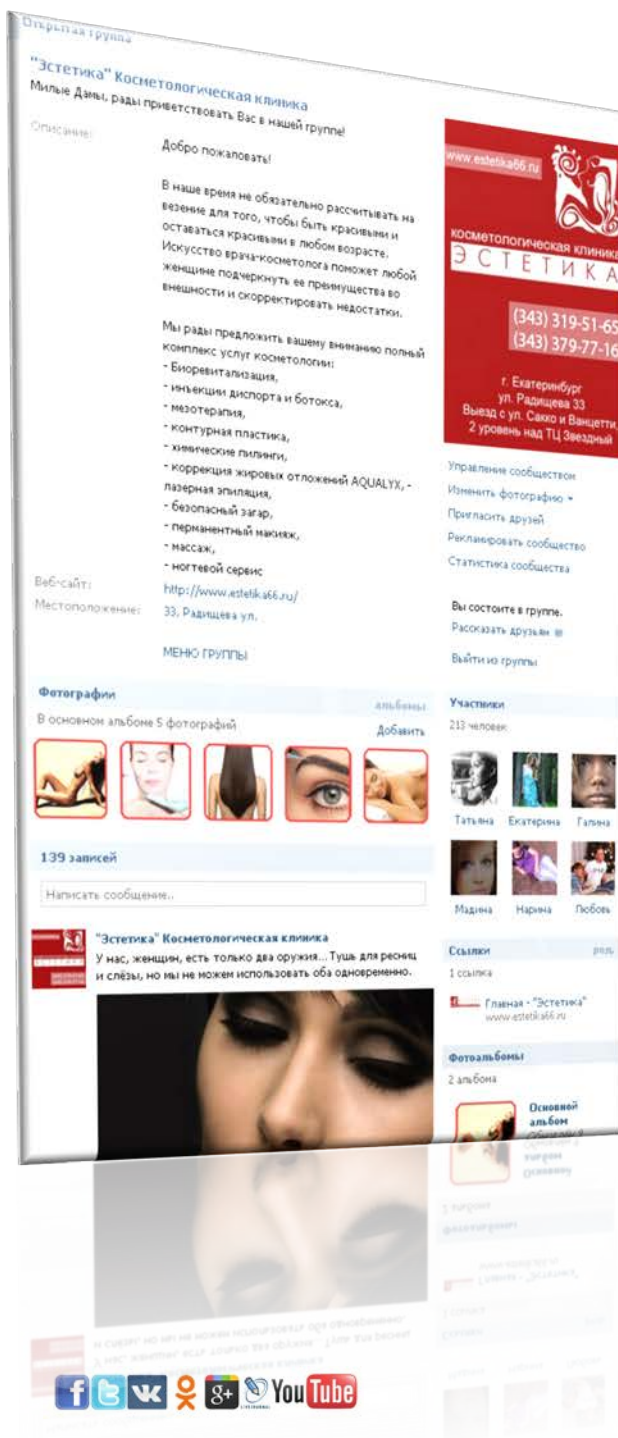 Открытая группа
"Эстетика" Косметологическая клиника
Милые Дамы, рады приветствовать Вас в нашей группе!
Описание:
Добро пожаловать!
В наше время не обязательно рассчитывать на
везение для того, чтобы быть красивыми и
оставаться красивыми в любом возрасте.
Искусство врача-косметолога поможет любой
женщине подчеркнуть ее преимущества во
внешности и скорректировать недостатки.
Мы рады предложить вашему вниманию полный
комплекс услуг косметологии:
- Биоревитализация,
- инъекции диспорта и ботокса,
- мезотерапия,
- контурная пластика,
- химические пилинги,
- коррекция жировых отложений AQUALYX, -
лазерная эпиляция,
- безопасный загар,
- перманентный макияж,
- массаж,
- ногтевой сервис
Веб-сайт:
http://www.estetika66.ru/
Местоположение:
33, Радищева ул.
МЕНЮ ГРУППЫ
Фотографии
альбомы
В основном альбоме 5 фотографий
Добавить
139 записей
Написать сообщение..
"Эстетика" Косметологическая клиника
У нас, женщин, есть только два оружия... Тушь для ресниц
и слёзы, но мы не можем использовать оба одновременно.
www.estetika66.ru
косметологическая клиника
ЭСТЕТИКА
(343) 319-51-65
(343) 379-77-16
г. Екатеринбург
ул. Радищева 33
Выезд с ул. Сакко и Ванцетти,
2 уровень над ТЦ Звездный
Управление сообществом
Изменить фотографию
Пригласить друзей
Рекламировать сообщество
Статистика сообщества
Вы состоите в группе.
Рассказать друзьям
Выйти из группы
Участники
213 человек
Татьяна
Екатерина
Галина
Мадина
Нарина
Любовь
Ссылки
ред.
1 ссылка
Главная - "Эстетика"
www.estetika66.ru
Фотоальбомы
2 альбома
Основной
альбом
f
t
g+
LIVEJOURNAL
YouTube